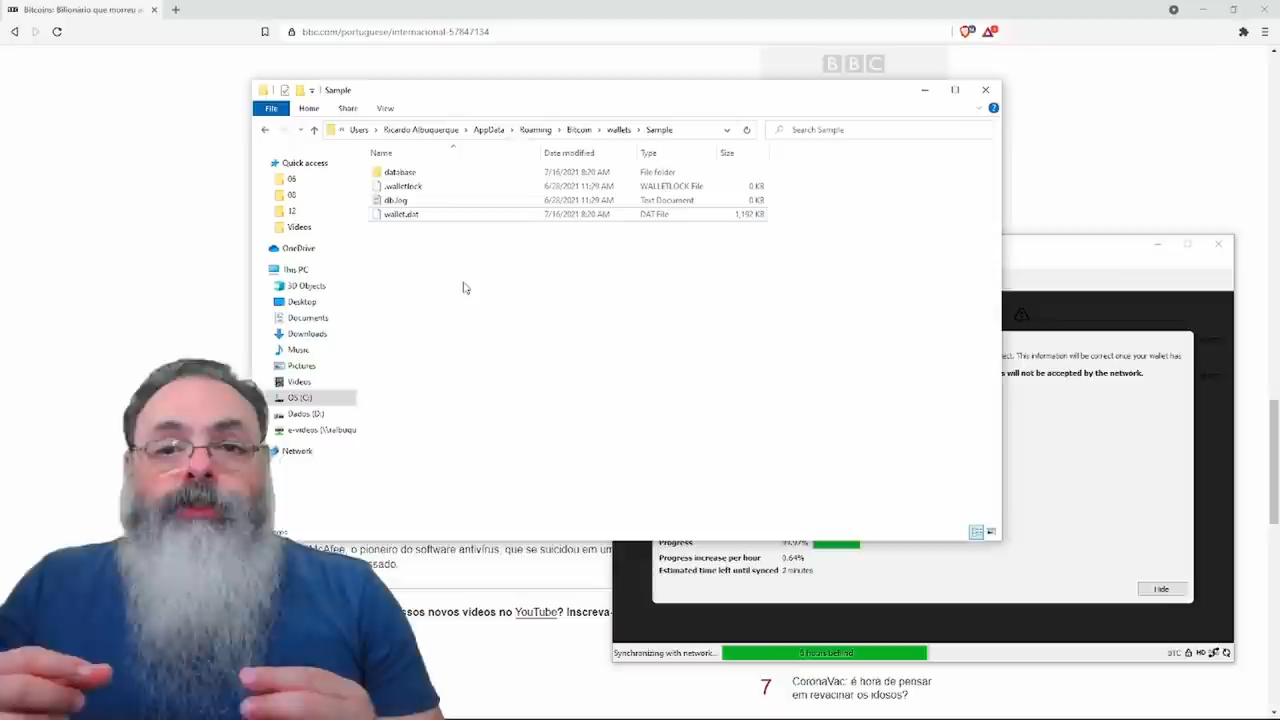 Bitcoins: Bilionário que morreu a
bbc.com/portuguese/internacional-57847134
BBC
Sample
File
Home
Share
View
Users
Ricardo Albuquerque
AppData
Roaming
Bitcoin
wallets
Sample
Search Sample
Name
Date modified
Type
Size
database
7/16/2021 8:20 AM
File folder
.walletlock
6/28/2021 11:29 AM
WALLETLOCK File
0 KB
db.log
6/28/2021 11:29 AM
Text Document
0 KB
wallet.dat
7/16/2021 8:20 AM
DAT File
1,192 KB
Quick access
06
08
12
Videos
OneDrive
This PC
3D Objects
Desktop
Documents
Downloads
Music
Pictures
Videos
OS (C:)
Dados (D:)
e-videos (\\ralbuqu
Network
ect. This information will be correct once your wallet has
s will not be accepted by the network.
Progress
Progress increase per hour 0.64%
Estimated time left until synced 2 minutes
Hide
Synchronizing with network...
5 hours behind
BTC
HD
McAfee, o pioneiro do software antivírus, que se suicidou em um
ssado.
ssos novos vídeos no YouTube? Inscreva-
7 CoronaVac: é hora de pensar
em revacinar os idosos?